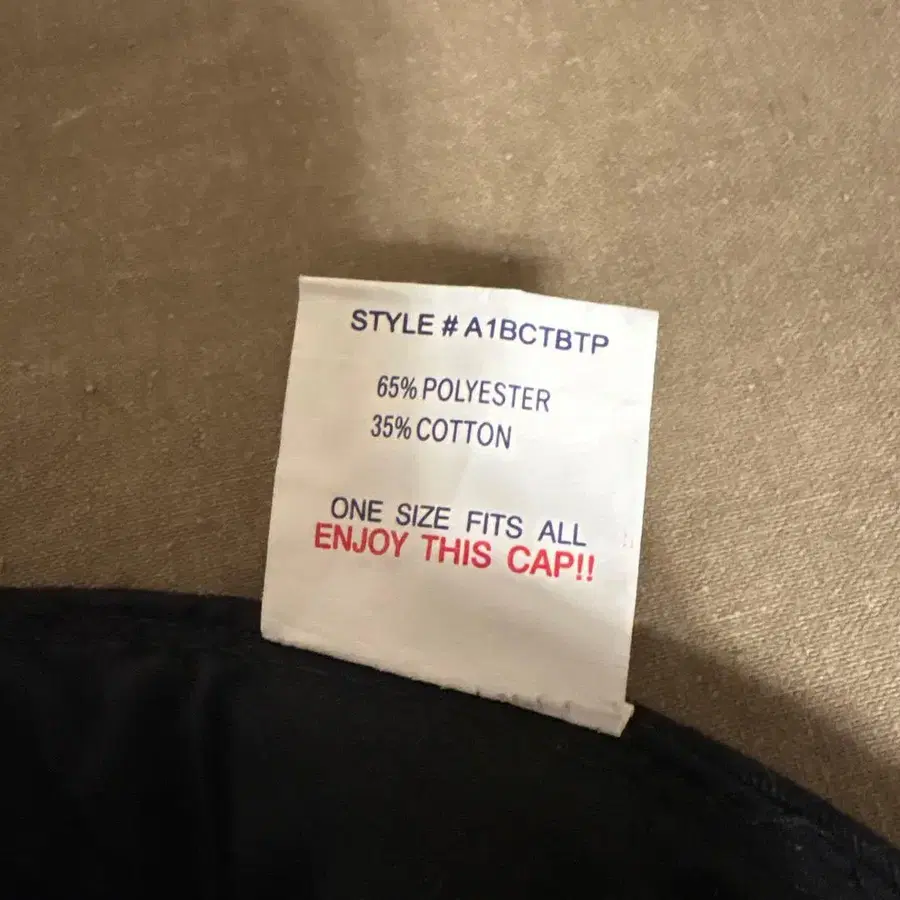 STYLE # A1BCTBTP
65% POLYESTER
35% COTTON
ONE SIZE FITS ALL
ENJOY THIS CAP!!